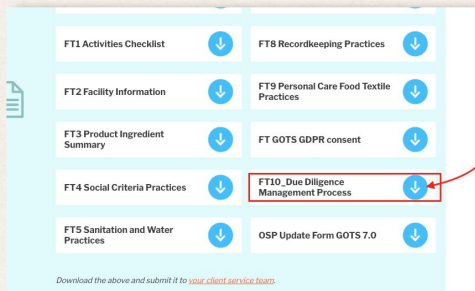 FT1 Activities Checklist
FT8 Recordkeeping Practices
FT2 Facility Information
FT9 Personal Care Food Textile
Practices
FT3 Product Ingredient
Summary
FT GOTS GDPR consent
FT4 Social Criteria Practices
FT10_Due Diligence
Management Process
FT5 Sanitation and Water
Practices
OSP Update Form GOTS 7.0
Download the above and submit it to your client service team.